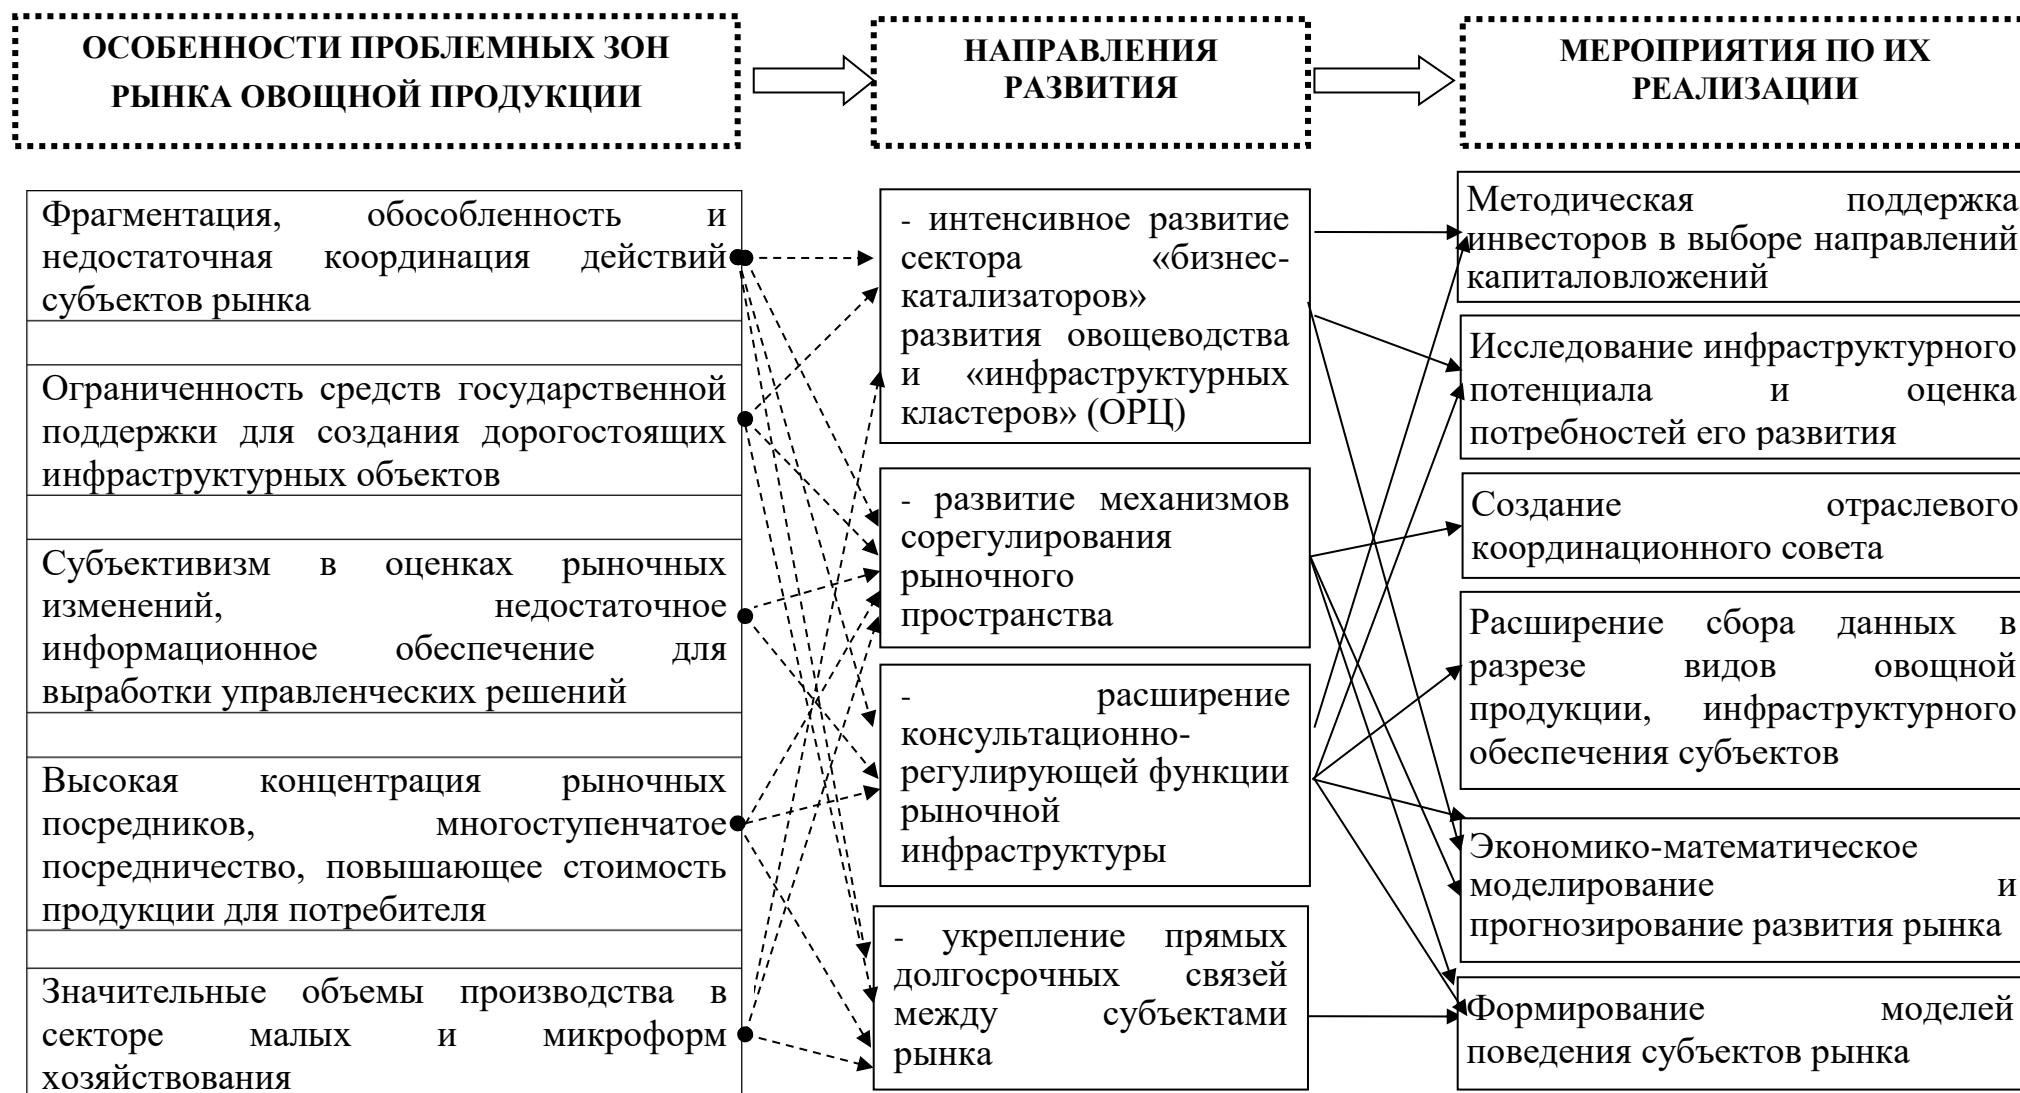 ОСОБЕННОСТИ ПРОБЛЕМНЫХ ЗОН
РЫНКА ОВОЩНОЙ ПРОДУКЦИИ
НАПРАВЛЕНИЯ
РАЗВИТИЯ
МЕРОПРИЯТИЯ ПО ИХ
РЕАЛИЗАЦИИ
Фрагментация, обособленность и
недостаточная координация действий
субъектов рынка
Ограниченность средств государственной
поддержки для создания дорогостоящих
инфраструктурных объектов
Субъективизм в оценках рыночных
изменений, недостаточное
информационное обеспечение для
выработки управленческих решений
Высокая концентрация рыночных
посредников, многоступенчатое
посредничество, повышающее стоимость
продукции для потребителя
Значительные объемы производства в
секторе малых и микроформ
хозяйствования
- интенсивное развитие
сектора «бизнес-
катализаторов»
развития овощеводства
и «инфраструктурных
кластеров» (ОРЦ)
- развитие механизмов
сорегулирования
рыночного
пространства
- расширение
консультационно-
регулирующей функции
рыночной
инфраструктуры
- укрепление прямых
долгосрочных связей
между субъектами
рынка
Методическая поддержка
инвесторов в выборе направлений
капиталовложений
Исследование инфраструктурного
потенциала и оценка
потребностей его развития
Создание отраслевого
координационного совета
Расширение сбора данных в
разрезе видов овощной
продукции, инфраструктурного
обеспечения субъектов
Экономико-математическое
моделирование и
прогнозирование развития рынка
Формирование моделей
поведения субъектов рынка